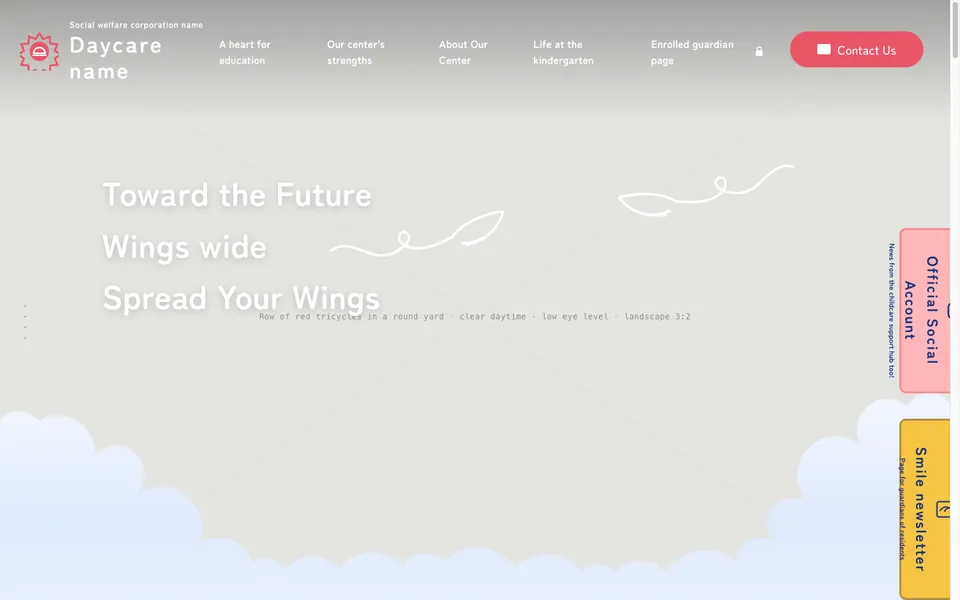 Social welfare corporation name
Daycare
name
A heart for
education
Our center's
strengths
About Our
Center
Life at the
kindergarten
Enrolled guardian
page
Contact Us
Toward the Future
Wings wide
Spread Your Wings
Row of red tricycles in a round yard · clear daytime · low eye level · landscape 3:2
Official Social
Account
News from the childcare support hub too!
Smile newsletter
Page for guardians of residents